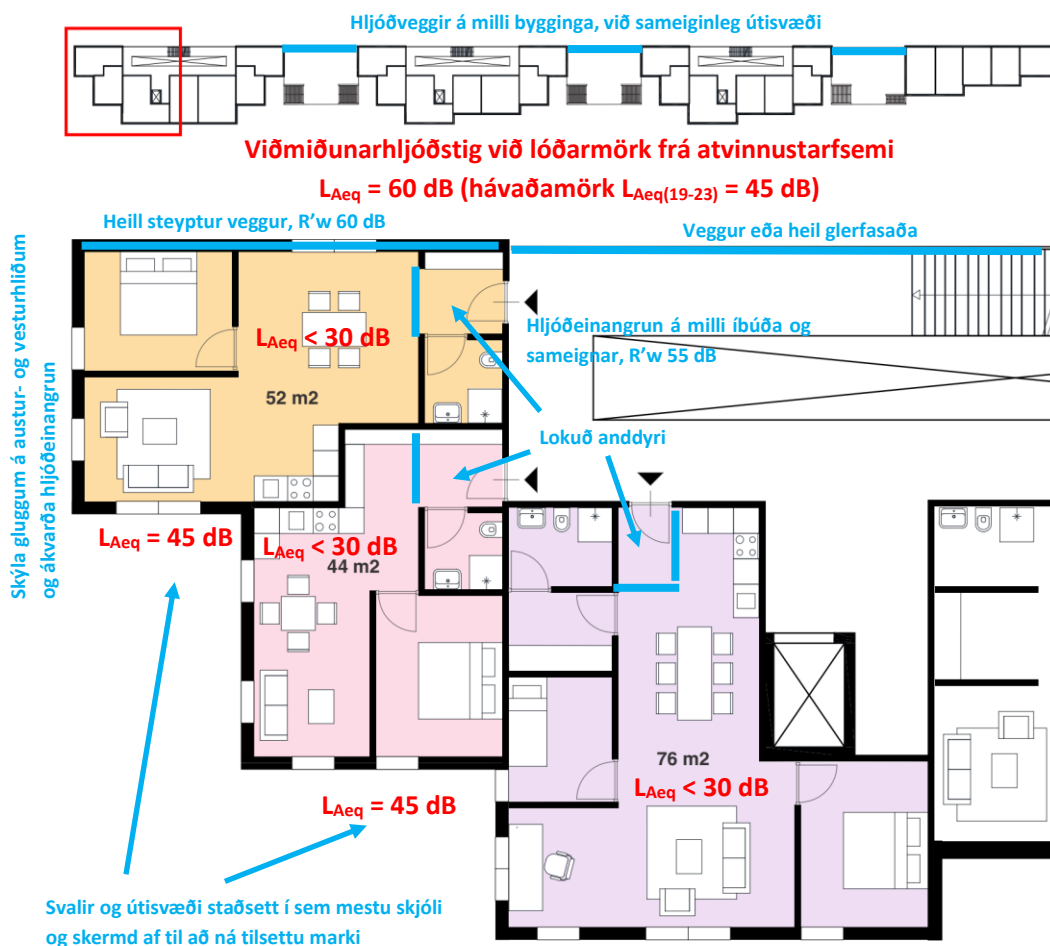 Hljóðveggir á milli bygginga, við sameiginleg útisvæði
Viðmiðunarhljóðstig við lóðarmörk frá atvinnustarfsemi
LAeq = 60 dB (hávaðamörk LAeq(19-23) = 45 dB)
Heill steyptur veggur, R'w 60 dB
Veggur eða heil glerfasaða
Skýla gluggum á austur- og vesturhliðum
og ákvarða hljóðeinangrun
LAeq < 30 dB
52 m2
Hljóðeinangrun á milli íbúða og
sameignar, R'w 55 dB
Lokuð anddyri
LAeq = 45 dB
LAeq < 30 dB
44 m2
76 m2
LAeq < 30 dB
LAeq = 45 dB
Svalir og útisvæði staðsett í sem mestu skjóli
og skermd af til að ná tilsettu marki